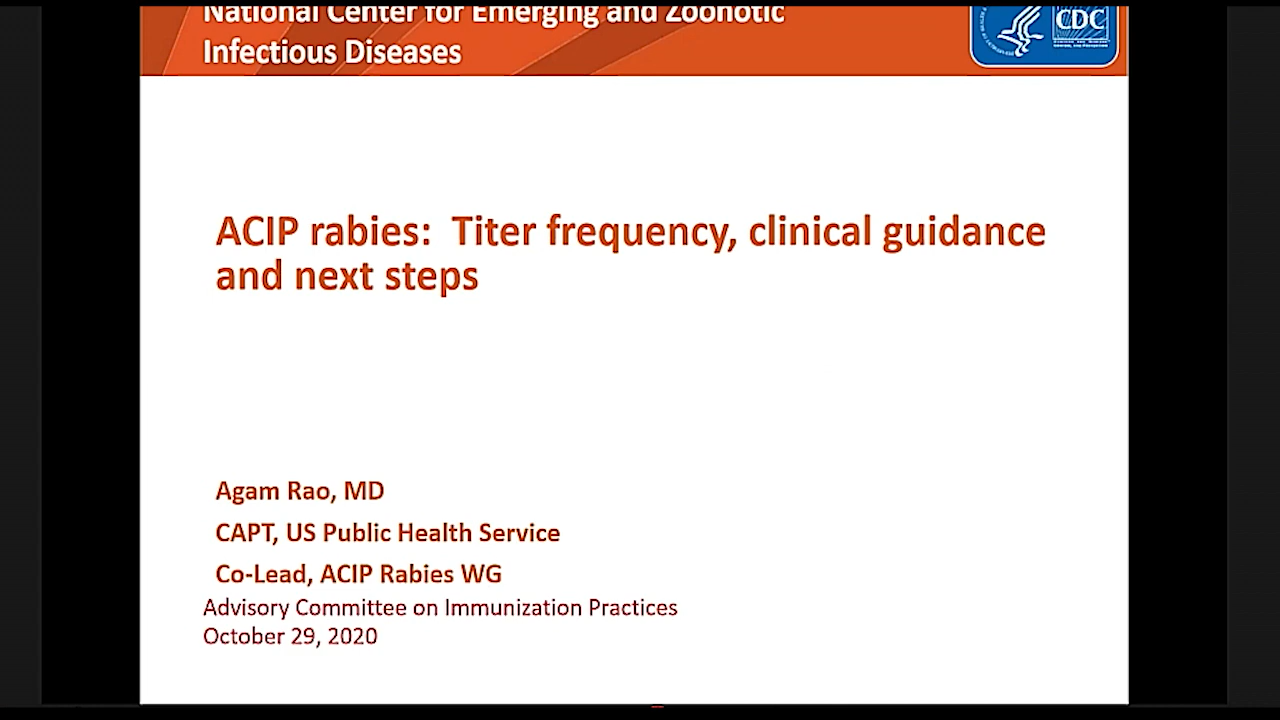 National Center for Emerging and Zoonotic
Infectious Diseases
CDC
ACIP rabies: Titer frequency, clinical guidance
and next steps
Agam Rao, MD
CAPT, US Public Health Service
Co-Lead, ACIP Rabies WG
Advisory Committee on Immunization Practices
October 29, 2020